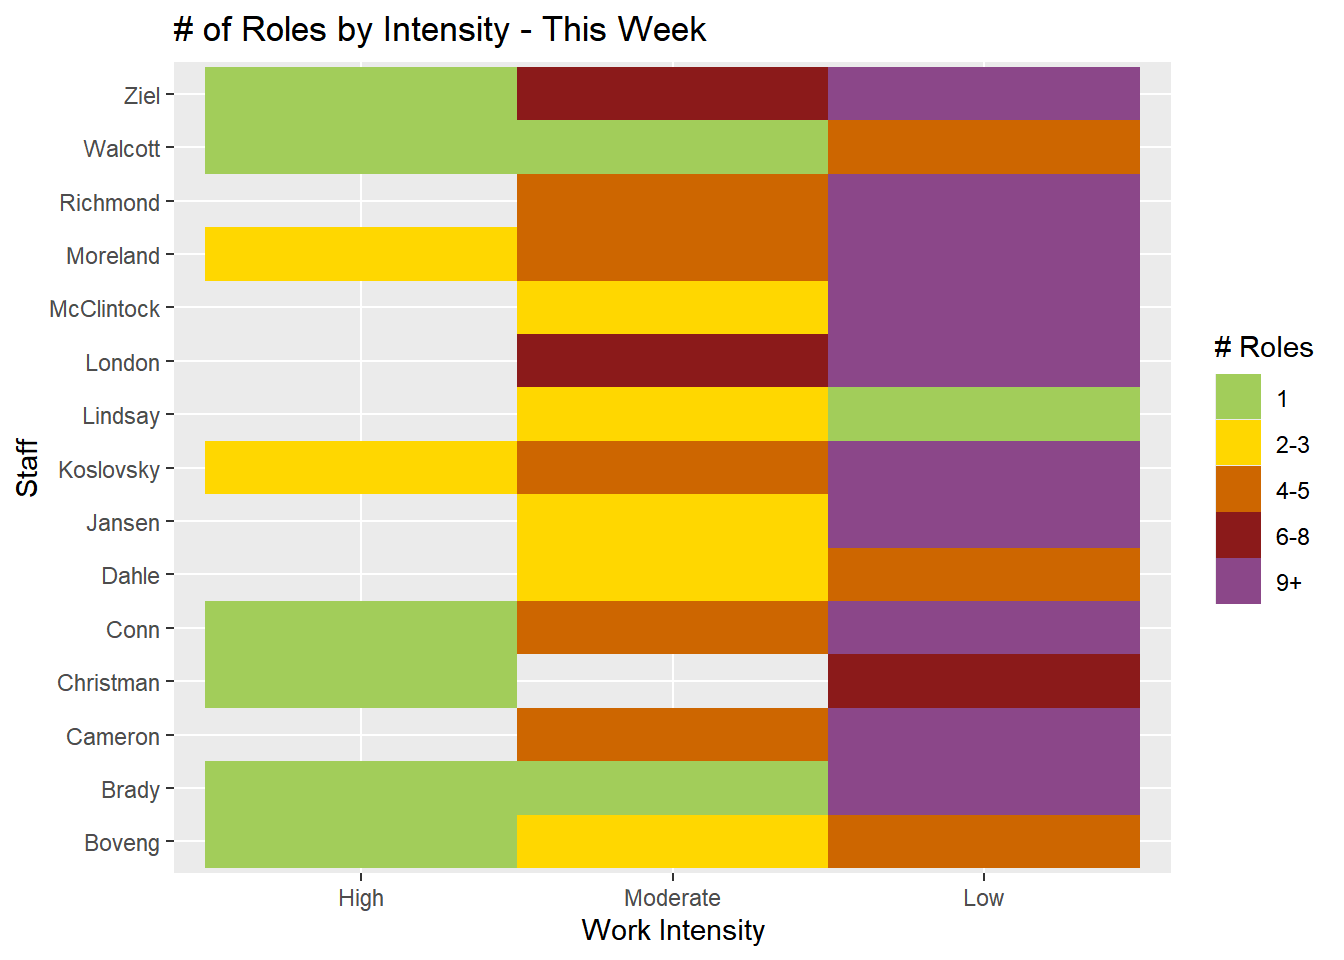 # of Roles by Intensity - This Week
Ziel
Walcott
Richmond
Moreland
McClintock
London
Lindsay
Koslovsky
Jansen
Dahle
Conn
Christman
Cameron
Brady
Boveng
Staff
High Moderate Low
Work Intensity
# Roles
1
2-3
4-5
6-8
9+